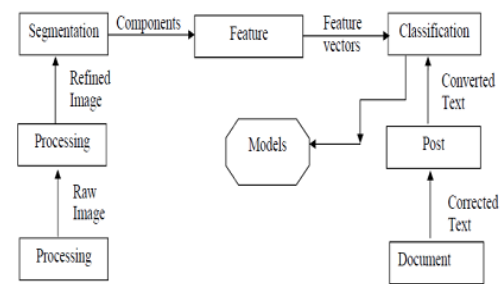 Segmentation
Components
Feature
Feature
vectors
Classification
Refined
Image
Converted
Text
Processing
Models
Post
Raw
Image
Corrected
Text
Processing
Document